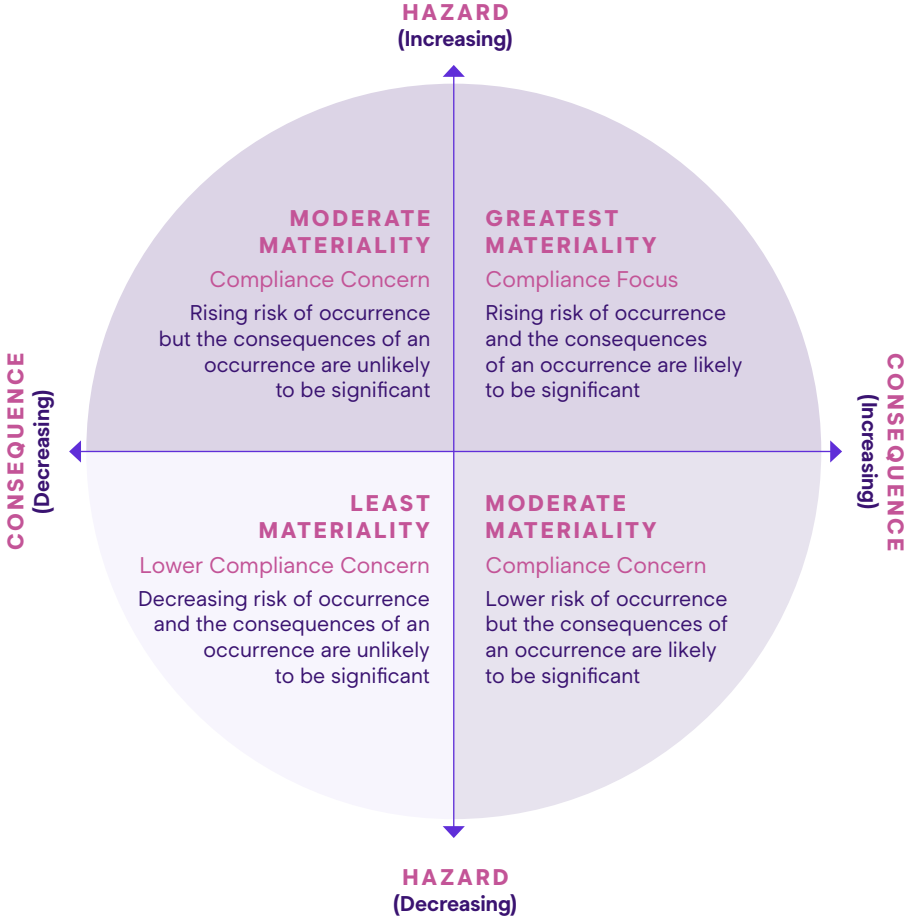 HAZARD
(Increasing)
MODERATE
MATERIALITY
Compliance Concern
Rising risk of occurrence
but the consequences of an
occurrence are unlikely
to be significant
GREATEST
MATERIALITY
Compliance Focus
Rising risk of occurrence
and the consequences
of an occurrence are likely
to be significant
CONSEQUENCE
(Decreasing)
CONSEQUENCE
(Increasing)
LEAST
MATERIALITY
Lower Compliance Concern
Decreasing risk of occurrence
and the consequences of an
occurrence are unlikely
to be significant
MODERATE
MATERIALITY
Compliance Concern
Lower risk of occurrence
but the consequences of
an occurrence are likely
to be significant
HAZARD
(Decreasing)